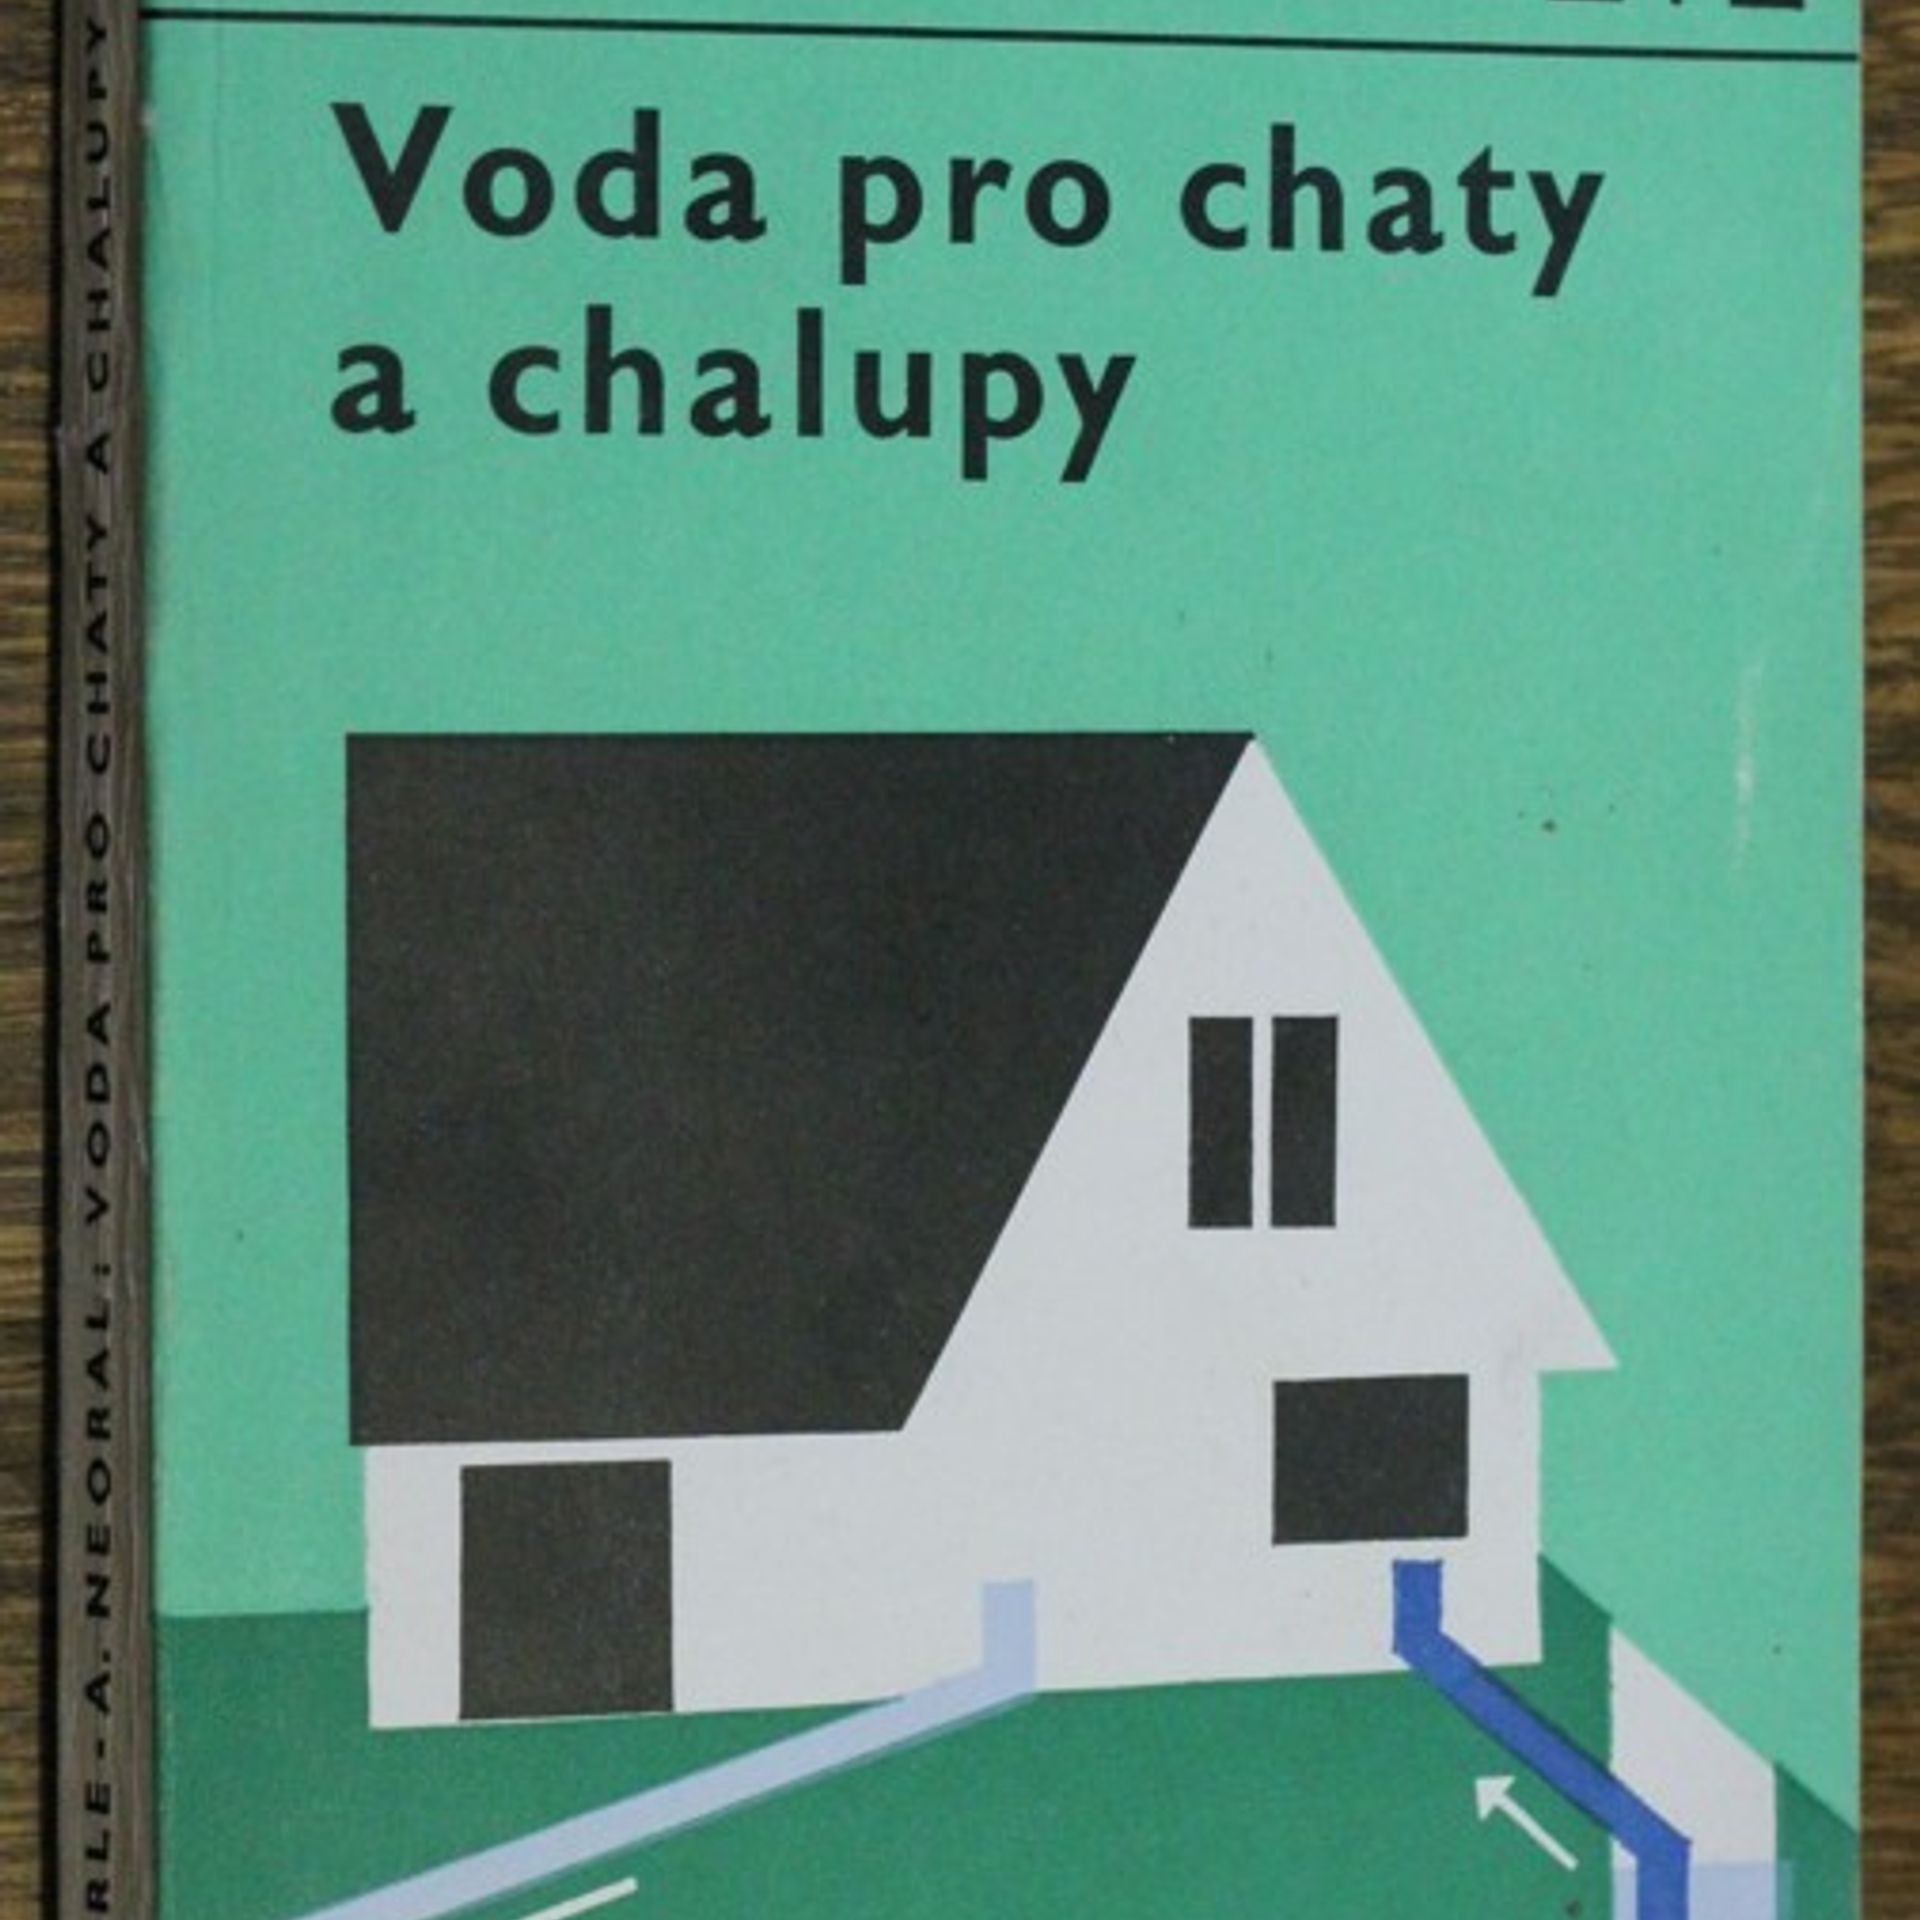 Voda pro chaty
a chalupy
RLE - A. NEORAL: VODA PRO CHATY A CHALUPY